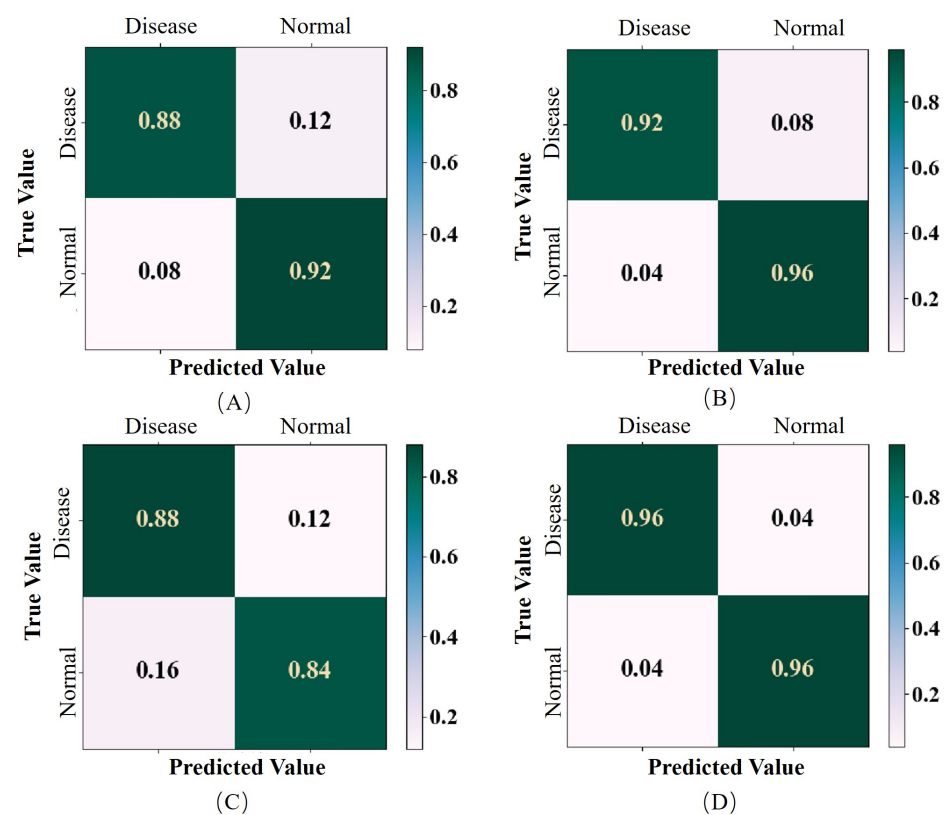 Disease Normal
True Value
Disease
0.88 0.12
0.8
0.6
0.4
0.2
Normal
0.08 0.92
Predicted Value
(A)
Disease Normal
True Value
Disease
0.92 0.08
0.8
0.6
0.4
0.2
Normal
0.04 0.96
Predicted Value
(B)
Disease Normal
True Value
Disease
0.88 0.12
0.8
0.6
0.4
0.2
Normal
0.16 0.84
Predicted Value
(C)
Disease Normal
True Value
Disease
0.96 0.04
0.8
0.6
0.4
0.2
Normal
0.04 0.96
Predicted Value
(D)